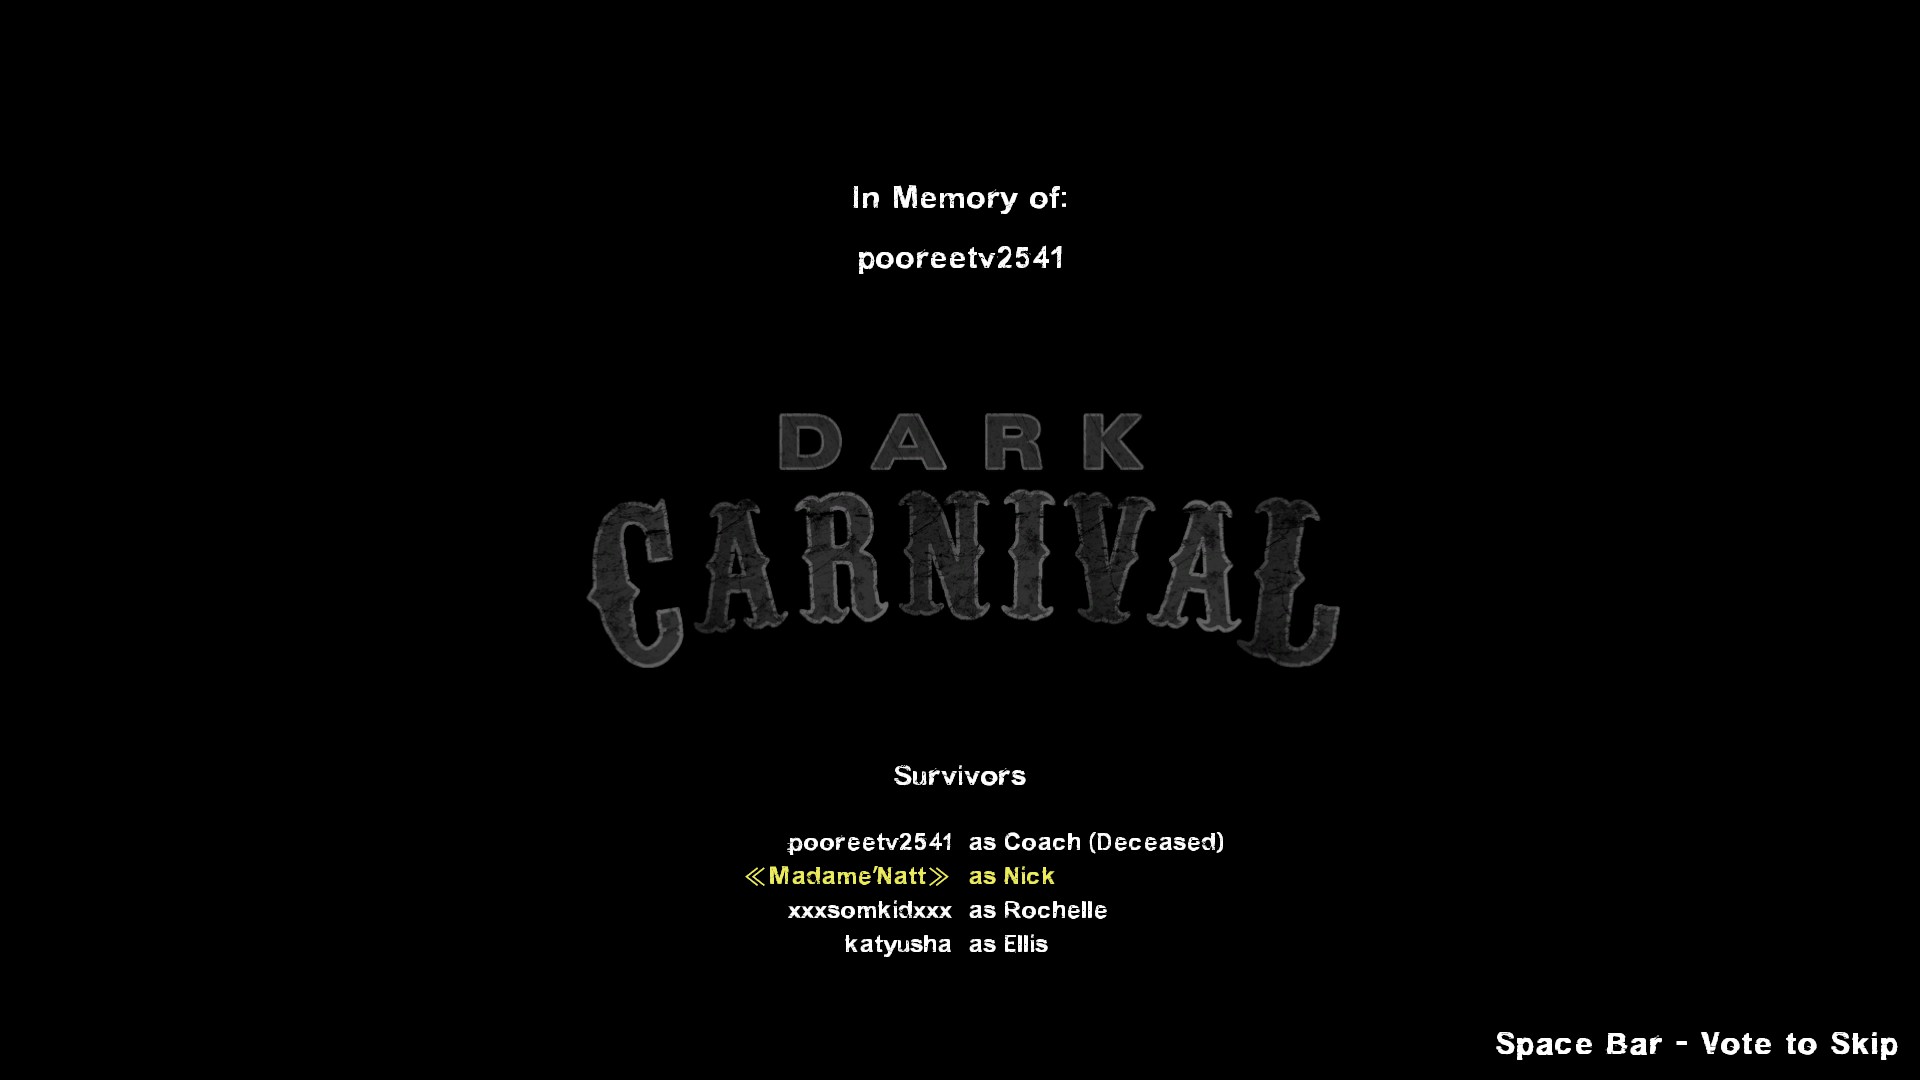 In Memory of:
pooreetv2541
DARK
CARNIVAL
Survivors
pooreetv2541 as Coach (Deceased)
≪Madame'Natt≫ as Nick
xxxsomkidxxx as Rochelle
katyusha as Ellis
Space Bar - Vote to Skip